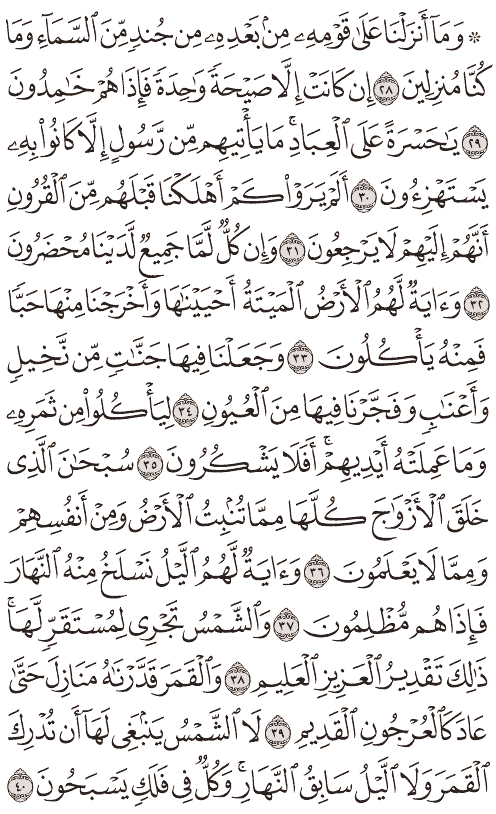 ۞ وَمَآ أَنزَلْنَا عَلَىٰ قَوْمِهِۦ مِنۢ بَعْدِهِۦ مِن جُندٍ مِّنَ ٱلسَّمَآءِ وَمَا
كُنَّا مُنزِلِينَ ٢٨ إِن كَانَتْ إِلَّا صَيْحَةً وَٰحِدَةً فَإِذَا هُمْ خَٰمِدُونَ
٢٩ يَٰحَسْرَةً عَلَى ٱلْعِبَادِ ۚ مَا يَأْتِيهِم مِّن رَّسُولٍ إِلَّا كَانُوا۟ بِهِۦ
يَسْتَهْزِءُونَ ٣٠ أَلَمْ يَرَوْا۟ كَمْ أَهْلَكْنَا قَبْلَهُم مِّنَ ٱلْقُرُونِ
أَنَّهُمْ إِلَيْهِمْ لَا يَرْجِعُونَ ٣١ وَإِن كُلٌّ لَّمَّا جَمِيعٌ لَّدَيْنَا مُحْضَرُونَ
٣٢ وَءَايَةٌ لَّهُمُ ٱلْأَرْضُ ٱلْمَيْتَةُ أَحْيَيْنَٰهَا وَأَخْرَجْنَا مِنْهَا حَبًّا
فَمِنْهُ يَأْكُلُونَ ٣٣ وَجَعَلْنَا فِيهَا جَنَّٰتٍ مِّن نَّخِيلٍ
وَأَعْنَٰبٍ وَفَجَّرْنَا فِيهَا مِنَ ٱلْعُيُونِ ٣٤ لِيَأْكُلُوا۟ مِن ثَمَرِهِۦ
وَمَا عَمِلَتْهُ أَيْدِيهِمْ ۖ أَفَلَا يَشْكُرُونَ ٣٥ سُبْحَٰنَ ٱلَّذِى
خَلَقَ ٱلْأَزْوَٰجَ كُلَّهَا مِمَّا تُنۢبِتُ ٱلْأَرْضُ وَمِنْ أَنفُسِهِمْ
وَمِمَّا لَا يَعْلَمُونَ ٣٦ وَءَايَةٌ لَّهُمُ ٱلَّيْلُ نَسْلَخُ مِنْهُ ٱلنَّهَارَ
فَإِذَا هُم مُّظْلِمُونَ ٣٧ وَٱلشَّمْسُ تَجْرِى لِمُسْتَقَرٍّ لَّهَا ۚ
ذَٰلِكَ تَقْدِيرُ ٱلْعَزِيزِ ٱلْعَلِيمِ ٣٨ وَٱلْقَمَرَ قَدَّرْنَٰهُ مَنَازِلَ حَتَّىٰ
عَادَ كَٱلْعُرْجُونِ ٱلْقَدِيمِ ٣٩ لَا ٱلشَّمْسُ يَنۢبَغِى لَهَآ أَن تُدْرِكَ
ٱلْقَمَرَ وَلَا ٱلَّيْلُ سَابِقُ ٱلنَّهَارِ ۚ وَكُلٌّ فِى فَلَكٍ يَسْبَحُونَ ٤٠